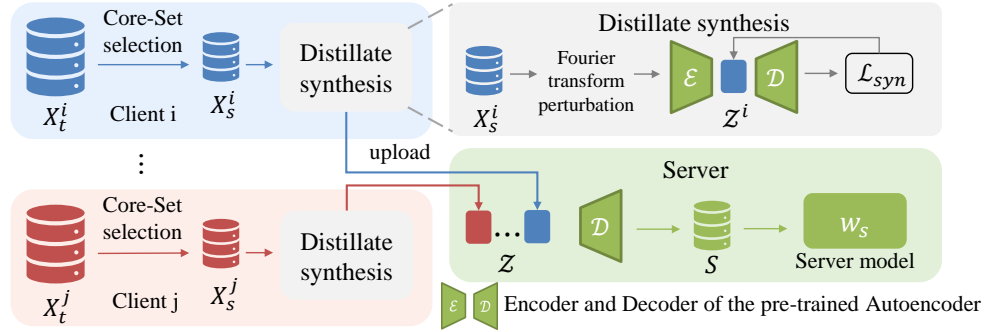 Core-Set
selection
X_t^i
Client i
X_s^i
Distillate
synthesis
Distillate synthesis
X_s^i
Fourier
transform
perturbation
ℰ
𝒵^i
𝒟
ℒ_syn
⋮
upload
Core-Set
selection
X_t^j
Client j
X_s^j
Distillate
synthesis
Server
...
𝒵
𝒟
S
w_s
Server model
ℰ
𝒟
Encoder and Decoder of the pre-trained Autoencoder